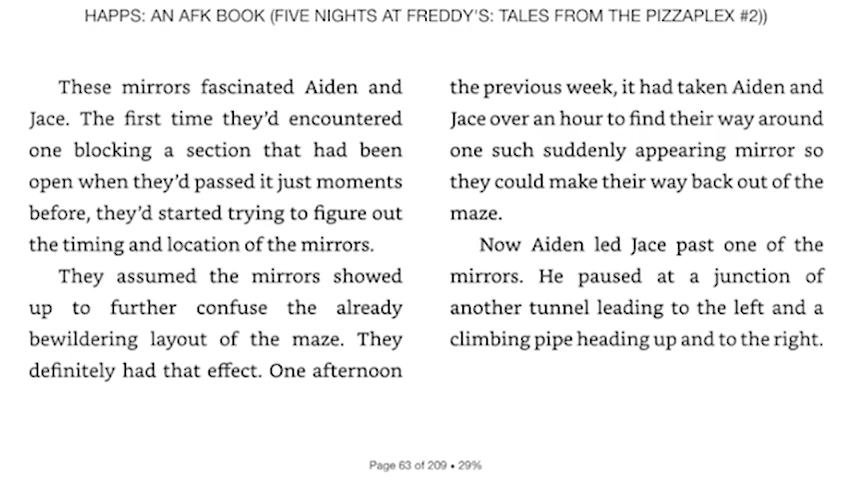 HAPPS: AN AFK BOOK (FIVE NIGHTS AT FREDDY'S: TALES FROM THE PIZZAPLEX #2))
These mirrors fascinated Aiden and
Jace. The first time they'd encountered
one blocking a section that had been
open when they'd passed it just moments
before, they'd started trying to figure out
the timing and location of the mirrors.
They assumed the mirrors showed
up to further confuse the already
bewildering layout of the maze. They
definitely had that effect. One afternoon
the previous week, it had taken Aiden and
Jace over an hour to find their way around
one such suddenly appearing mirror so
they could make their way back out of the
maze.
Now Aiden led Jace past one of the
mirrors. He paused at a junction of
another tunnel leading to the left and a
climbing pipe heading up and to the right.
Page 63 of 209 • 29%